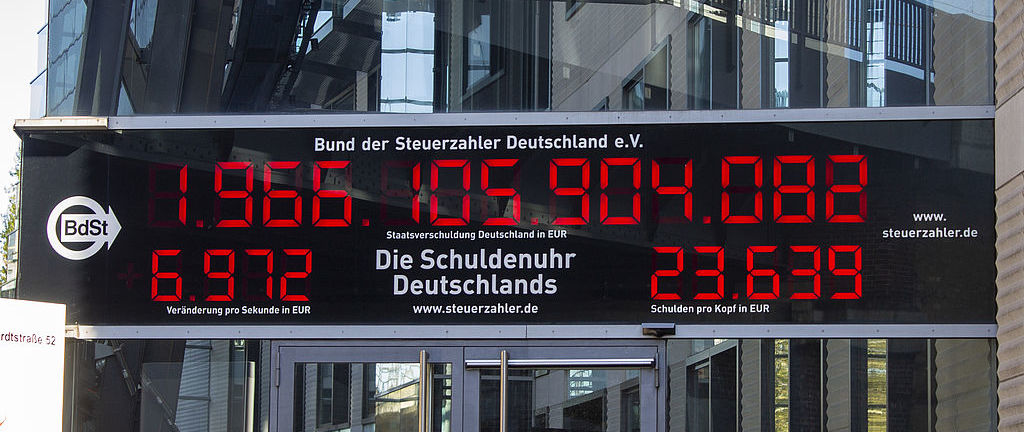 Bund der Steuerzahler Deutschland e.V.
1.966.105.904.082
Staatsverschuldung Deutschland in EUR
BdSt
www.
steuerzahler.de
6.972
Veränderung pro Sekunde in EUR
Die Schuldenuhr
Deutschlands
www.steuerzahler.de
23.639
Schulden pro Kopf in EUR
rdtstraße 52